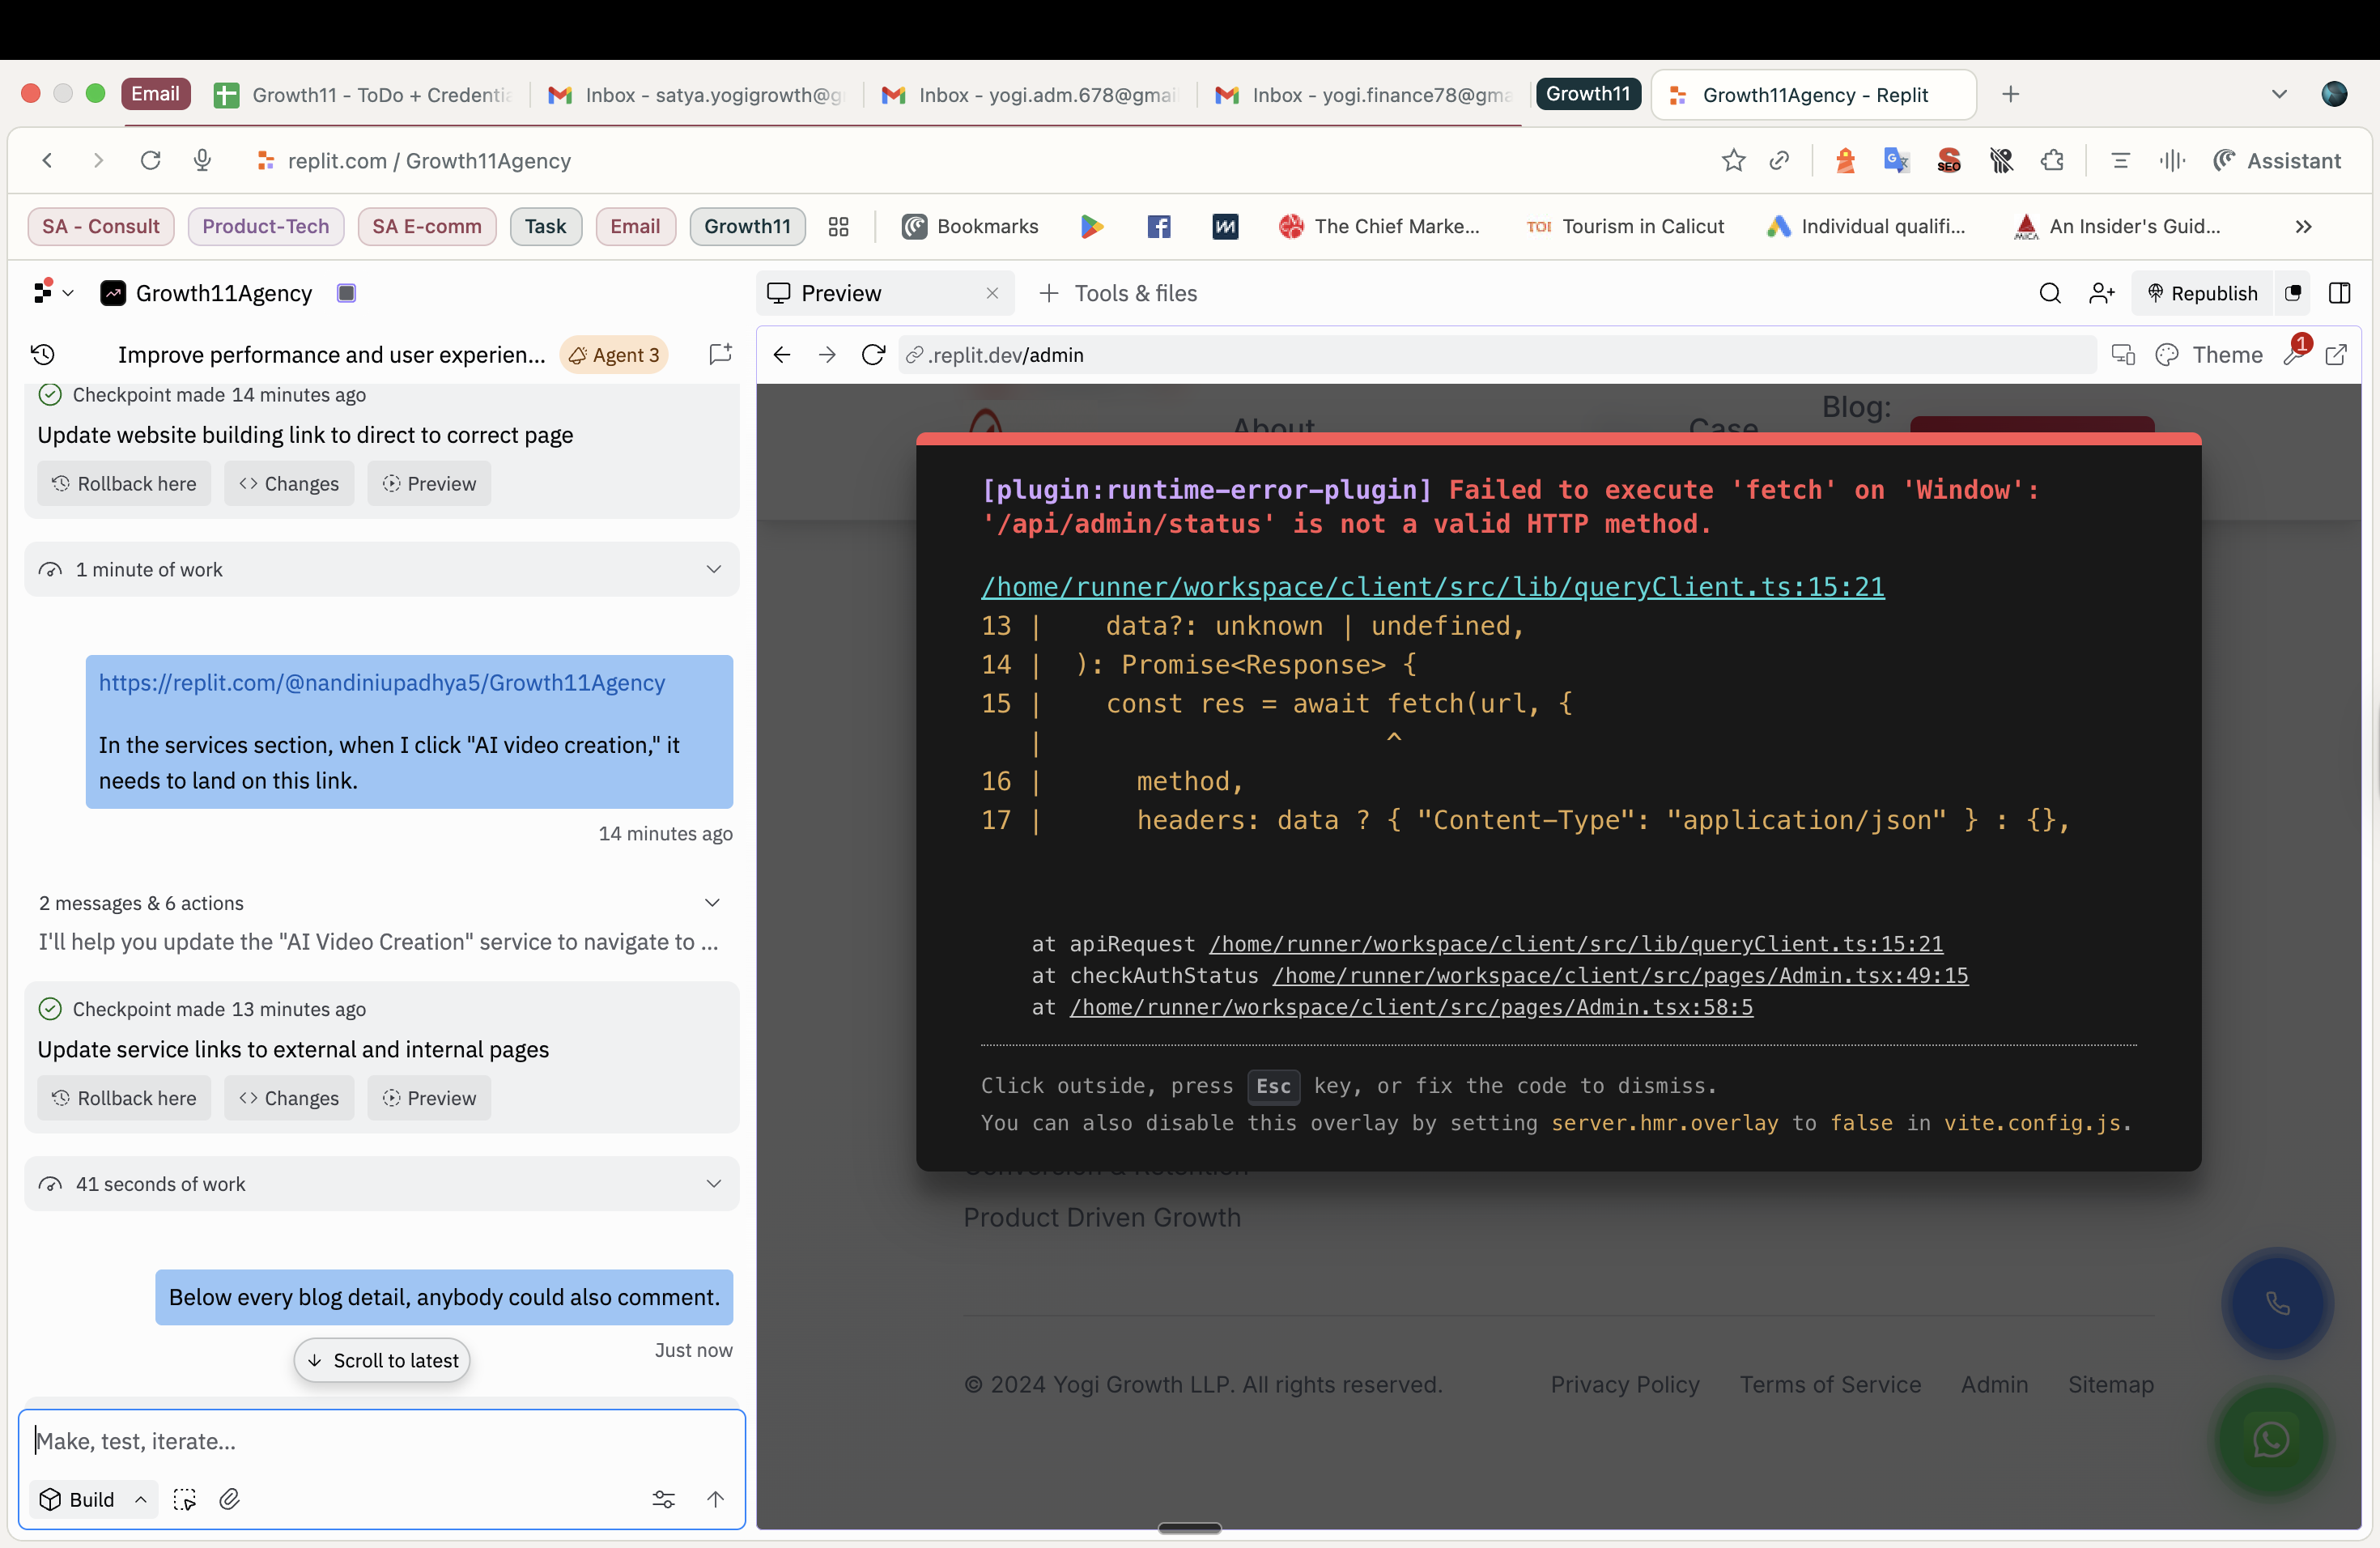 Email
Growth11 - ToDo + Credentia
Inbox - satya.yogigrowth@g
Inbox - yogi.adm.678@gmai
Inbox - yogi.finance78@gma
Growth11
Growth11Agency - Replit
replit.com / Growth11Agency
SEO
Assistant
SA - Consult
Product-Tech
SA E-comm
Task
Email
Growth11
Bookmarks
The Chief Marke...
TOI
Tourism in Calicut
Individual qualifi...
MICA
An Insider's Guid...
Growth11Agency
Preview
Tools & files
Republish
Improve performance and user experien...
Agent 3
.replit.dev/admin
Theme
1
Checkpoint made 14 minutes ago
Update website building link to direct to correct page
Rollback here
<> Changes
Preview
1 minute of work
https://replit.com/@nandiniupadhya5/Growth11Agency
In the services section, when I click "AI video creation," it
needs to land on this link.
14 minutes ago
2 messages & 6 actions
I'll help you update the "AI Video Creation" service to navigate to ...
Checkpoint made 13 minutes ago
Update service links to external and internal pages
Rollback here
<> Changes
Preview
41 seconds of work
Below every blog detail, anybody could also comment.
Just now
Scroll to latest
Make, test, iterate...
Build
About
Case
Blog:
[plugin:runtime-error-plugin] Failed to execute 'fetch' on 'Window':
'/api/admin/status' is not a valid HTTP method.
/home/runner/workspace/client/src/lib/queryClient.ts:15:21
13 |    data?: unknown | undefined,
14 |  ): Promise<Response> {
15 |    const res = await fetch(url, {
   |                      ^
16 |      method,
17 |      headers: data ? { "Content-Type": "application/json" } : {},
at apiRequest /home/runner/workspace/client/src/lib/queryClient.ts:15:21
at checkAuthStatus /home/runner/workspace/client/src/pages/Admin.tsx:49:15
at /home/runner/workspace/client/src/pages/Admin.tsx:58:5
Click outside, press Esc key, or fix the code to dismiss.
You can also disable this overlay by setting server.hmr.overlay to false in vite.config.js.
Conversion & Retention
Product Driven Growth
© 2024 Yogi Growth LLP. All rights reserved.
Privacy Policy
Terms of Service
Admin
Sitemap